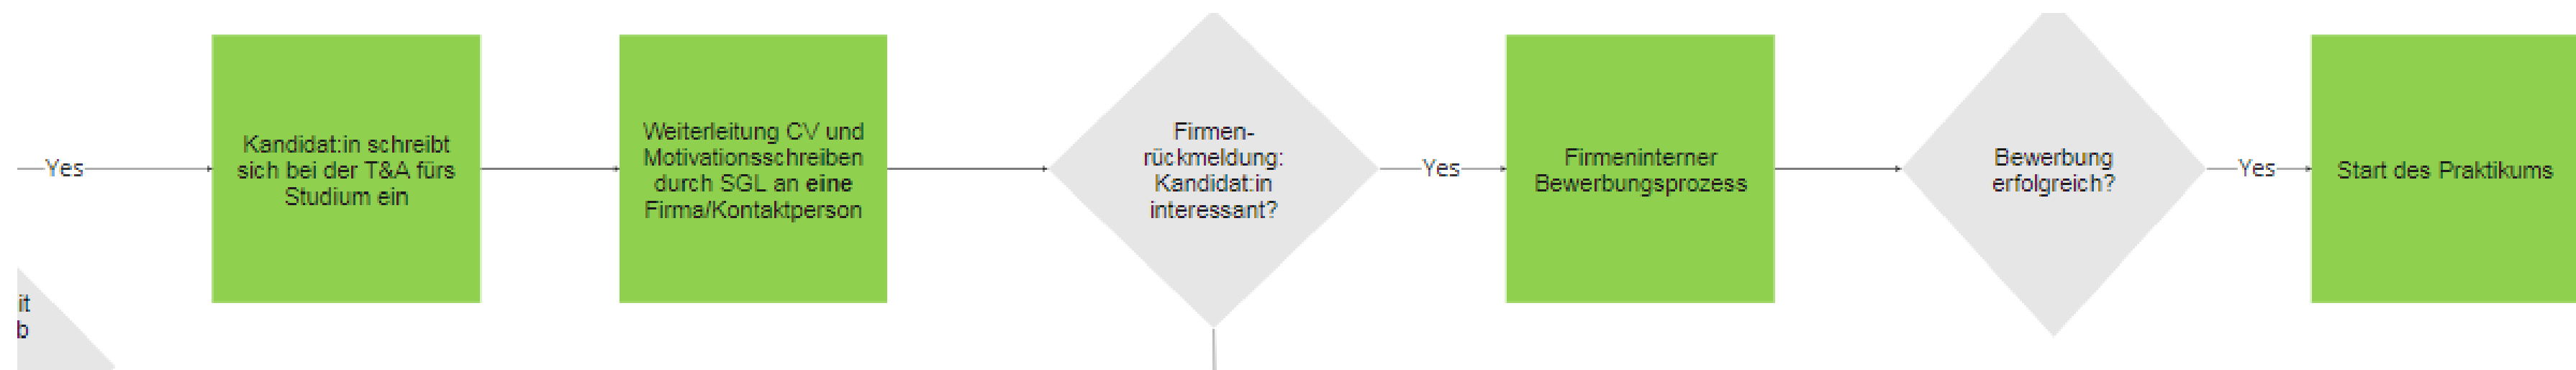 Yes
Kandidat:in schreibt
sich bei der T&A fürs
Studium ein
Weiterleitung CV und
Motivationsschreiben
durch SGL an eine
Firma/Kontaktperson
Firmen-
rückmeldung:
Kandidat:in
interessant?
Yes
Firmeninterner
Bewerbungsprozess
Bewerbung
erfolgreich?
Yes
Start des Praktikums
it
b